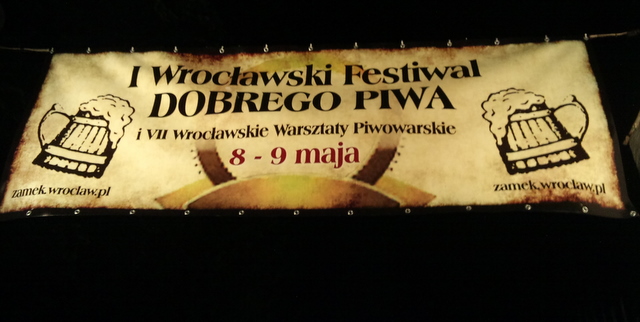 I Wrocławski Festiwal
DOBREGO PIWA
i VII Wrocławskie Warsztaty Piwowarskie
8 - 9 maja
zamek.wroclaw.pl
zamek.wroclaw.pl